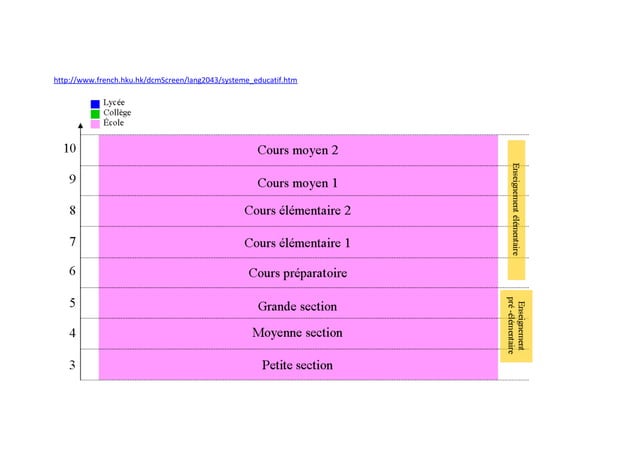 http://www.french.hku.hk/dcmScreen/lang2043/systeme_educatif.htm
Lycée
Collège
École
10
Cours moyen 2
9
Cours moyen 1
8
Cours élémentaire 2
7
Cours élémentaire 1
6
Cours préparatoire
Enseignement élémentaire
5
Grande section
4
Moyenne section
3
Petite section
Enseignement
pré -élémentaire